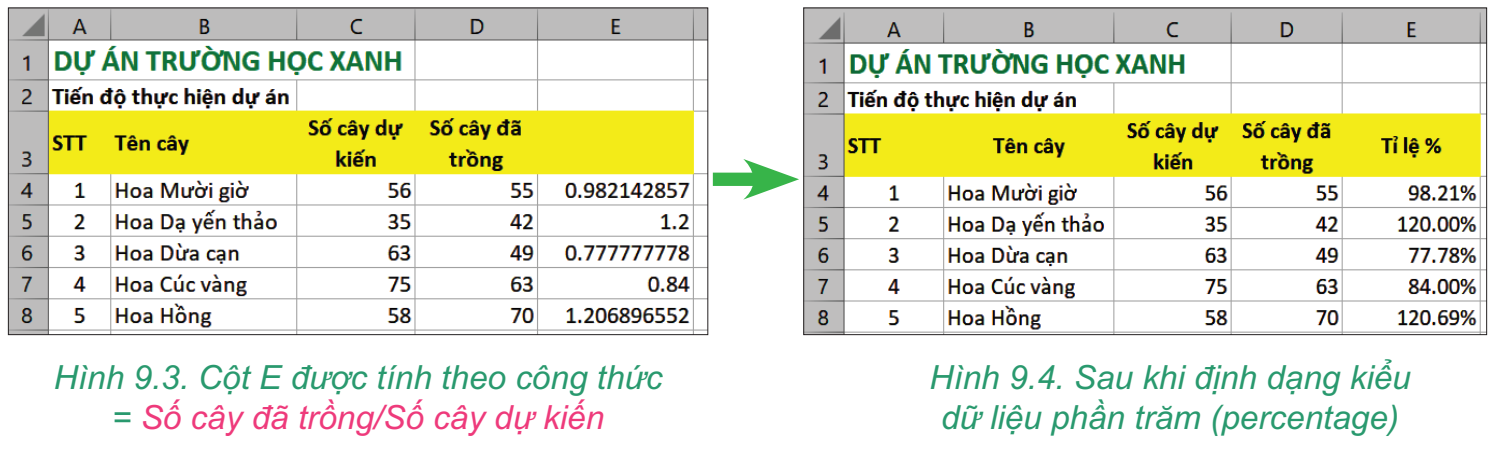 A B C D E
1 DỰ ÁN TRƯỜNG HỌC XANH
2 Tiến độ thực hiện dự án
3 STT Tên cây Số cây dự kiến Số cây đã trồng
4 1 Hoa Mười giờ 56 55 0.982142857
5 2 Hoa Dạ yến thảo 35 42 1.2
6 3 Hoa Dừa cạn 63 49 0.777777778
7 4 Hoa Cúc vàng 75 63 0.84
8 5 Hoa Hồng 58 70 1.206896552
Hình 9.3. Cột E được tính theo công thức
= Số cây đã trồng/Số cây dự kiến
A B C D E
1 DỰ ÁN TRƯỜNG HỌC XANH
2 Tiến độ thực hiện dự án
3 STT Tên cây Số cây dự kiến Số cây đã trồng Tỉ lệ %
4 1 Hoa Mười giờ 56 55 98.21%
5 2 Hoa Dạ yến thảo 35 42 120.00%
6 3 Hoa Dừa cạn 63 49 77.78%
7 4 Hoa Cúc vàng 75 63 84.00%
8 5 Hoa Hồng 58 70 120.69%
Hình 9.4. Sau khi định dạng kiểu
dữ liệu phần trăm (percentage)